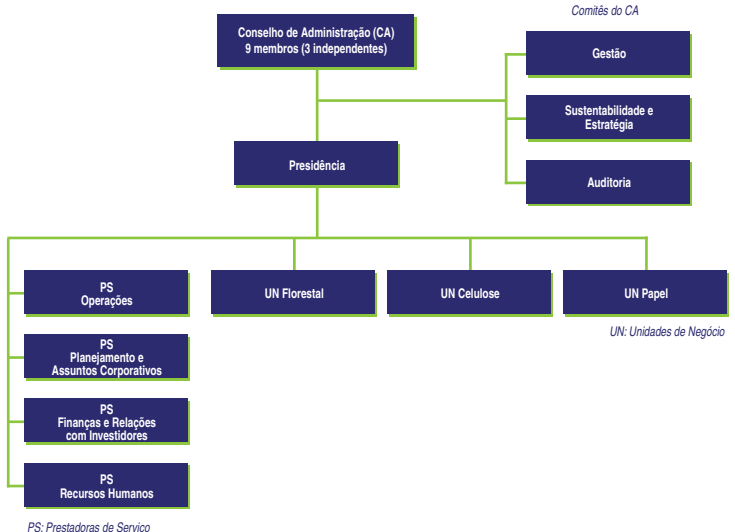 Comitês do CA
Conselho de Administração (CA)
9 membros (3 independentes)
Gestão
Sustentabilidade e
Estratégia
Presidência
Auditoria
PS
Operações
UN Florestal
UN Celulose
UN Papel
UN: Unidades de Negócio
PS
Planejamento e
Assuntos Corporativos
PS
Finanças e Relações
com Investidores
PS
Recursos Humanos
PS: Prestadoras de Serviço